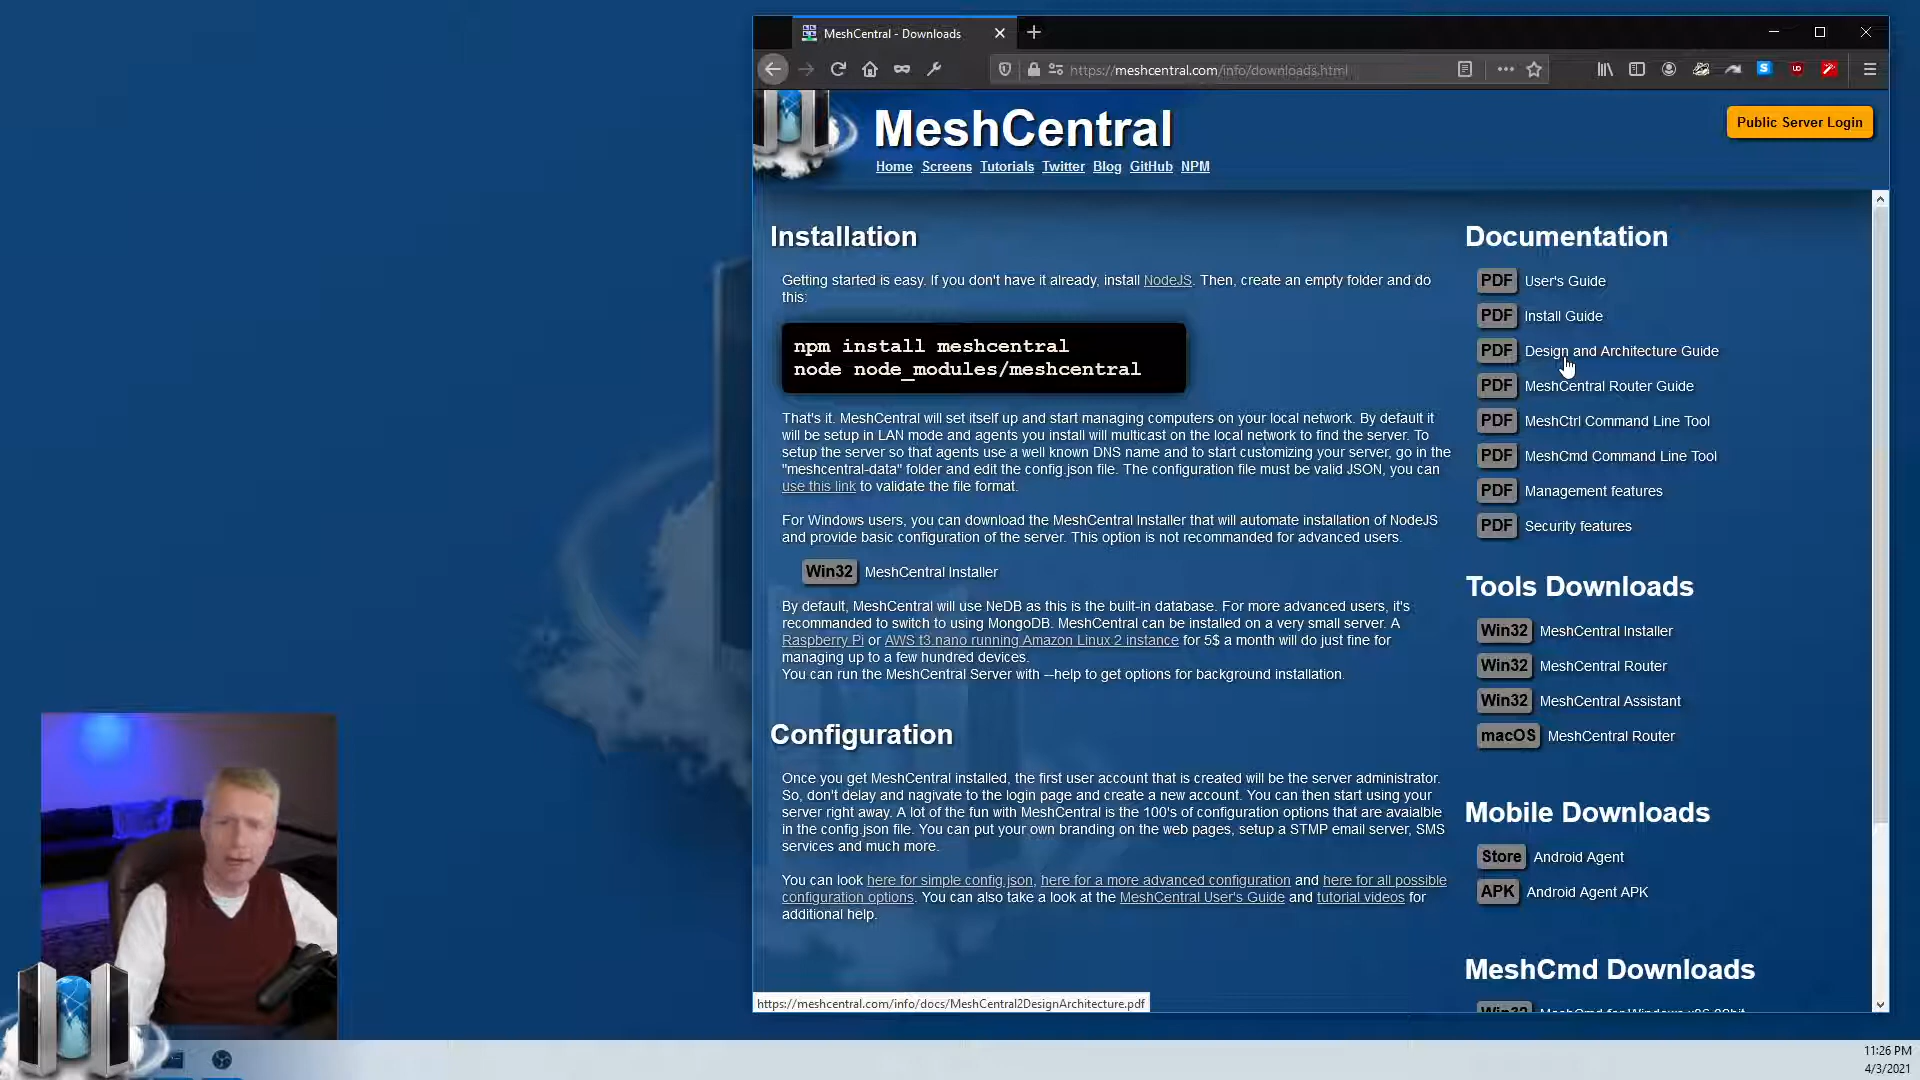 MeshCentral - Downloads
https://meshcentral.com/info/downloads.html
MeshCentral
Public Server Login
Home Screens Tutorials Twitter Blog GitHub NPM
Installation
Getting started is easy. If you don't have it already, install NodeJS. Then, create an empty folder and do
this:
npm install meshcentral
node node_modules/meshcentral
That's it. MeshCentral will set itself up and start managing computers on your local network. By default it
will be setup in LAN mode and agents you install will multicast on the local network to find the server. To
setup the server so that agents use a well known DNS name and to start customizing your server, go in the
"meshcentral-data" folder and edit the config.json file. The configuration file must be valid JSON, you can
use this link to validate the file format.
For Windows users, you can download the MeshCentral Installer that will automate installation of NodeJS
and provide basic configuration of the server. This option is not recommanded for advanced users.
Win32 MeshCentral Installer
By default, MeshCentral will use NeDB as this is the built-in database. For more advanced users, it's
recommanded to switch to using MongoDB. MeshCentral can be installed on a very small server. A
Raspberry Pi or AWS t3.nano running Amazon Linux 2 instance for 5$ a month will do just fine for
managing up to a few hundred devices.
You can run the MeshCentral Server with --help to get options for background installation.
Configuration
Once you get MeshCentral installed, the first user account that is created will be the server administrator.
So, don't delay and nagivate to the login page and create a new account. You can then start using your
server right away. A lot of the fun with MeshCentral is the 100's of configuration options that are avaialble
in the config.json file. You can put your own branding on the web pages, setup a STMP email server, SMS
services and much more.
You can look here for simple config.json, here for a more advanced configuration and here for all possible
configuration options. You can also take a look at the MeshCentral User's Guide and tutorial videos for
additional help.
Documentation
PDF User's Guide
PDF Install Guide
PDF Design and Architecture Guide
PDF MeshCentral Router Guide
PDF MeshCtrl Command Line Tool
PDF MeshCmd Command Line Tool
PDF Management features
PDF Security features
Tools Downloads
Win32 MeshCentral Installer
Win32 MeshCentral Router
Win32 MeshCentral Assistant
macOS MeshCentral Router
Mobile Downloads
Store Android Agent
APK Android Agent APK
MeshCmd Downloads
https://meshcentral.com/info/docs/MeshCentral2DesignArchitecture.pdf
11:26 PM
4/3/2021